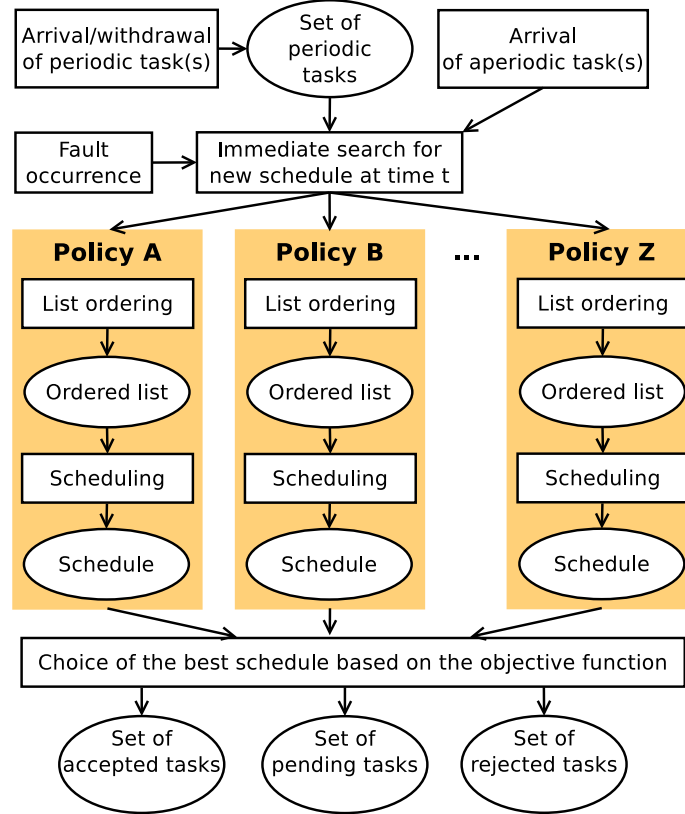 Arrival/withdrawal
of periodic task(s)
Set of
periodic
tasks
Arrival
of aperiodic task(s)
Fault
occurrence
Immediate search for
new schedule at time t
Policy A
List ordering
Ordered list
Scheduling
Schedule
Policy B
List ordering
Ordered list
Scheduling
Schedule
...
Policy Z
List ordering
Ordered list
Scheduling
Schedule
Choice of the best schedule based on the objective function
Set of
accepted tasks
Set of
pending tasks
Set of
rejected tasks